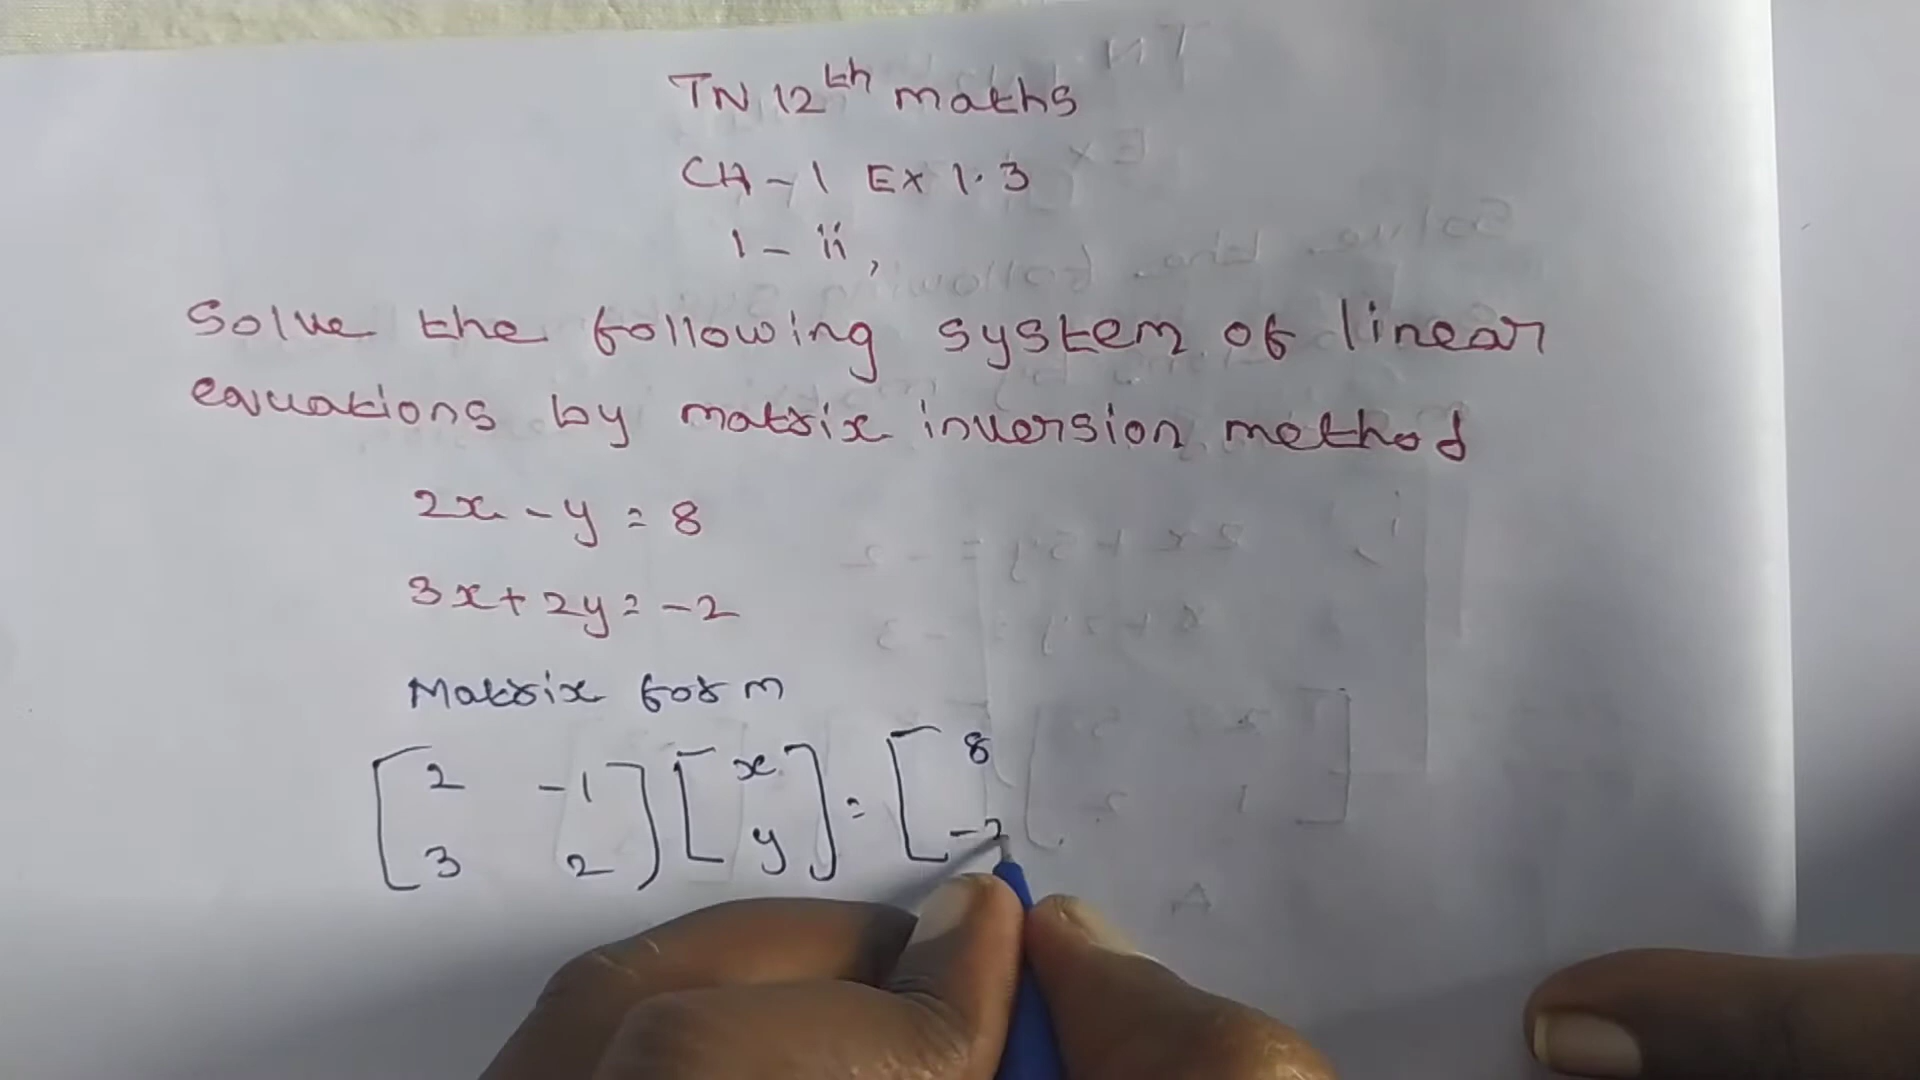 TN 12th maths
CH-1 EX 1.3
1-ii,
Solve the following system of linear
equations by matrix inversion method
2x-y=8
3x+2y=-2
Matrix form
[2 -1] [x] = [8
[3 2] [y] [-2